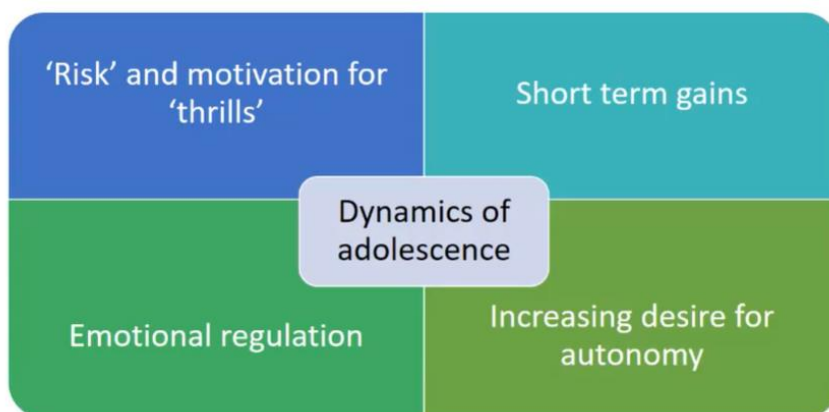 ‘Risk’ and motivation for
‘thrills’
Short term gains
Dynamics of
adolescence
Emotional regulation
Increasing desire for
autonomy